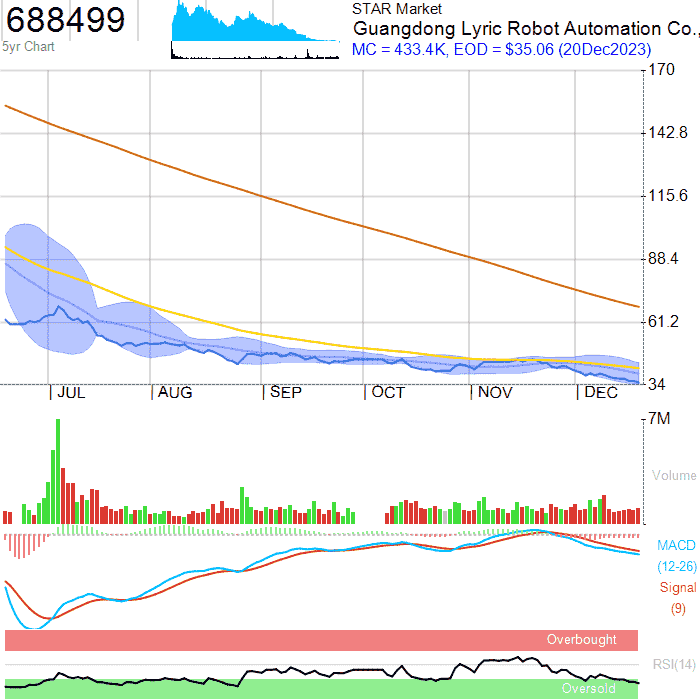 688499
5yr Chart
STAR Market
Guangdong Lyric Robot Automation Co.,
MC = 433.4K, EOD = $35.06 (20Dec2023)
170
142.8
115.6
88.4
61.2
34
JUL AUG SEP OCT NOV DEC
7M
Volume
MACD
(12-26)
Signal
(9)
Overbought
RSI(14)
Oversold